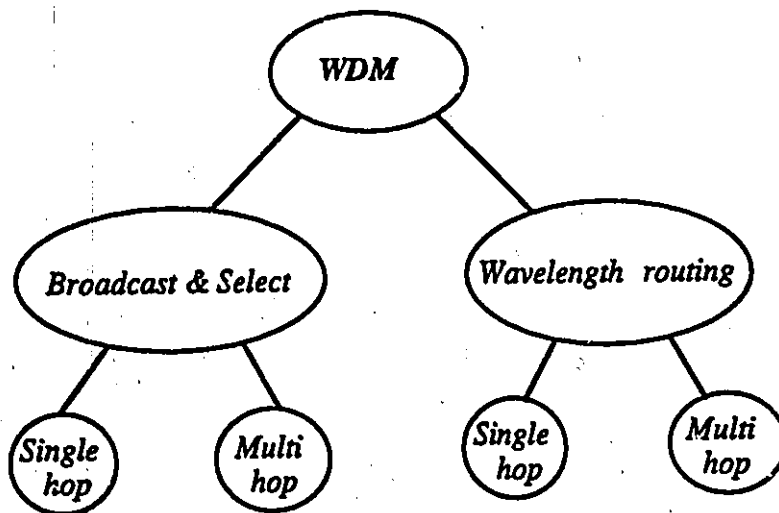 WDM
Broadcast & Select
Wavelength routing
Single
hop
Multi
hop
Single
hop
Multi
hop